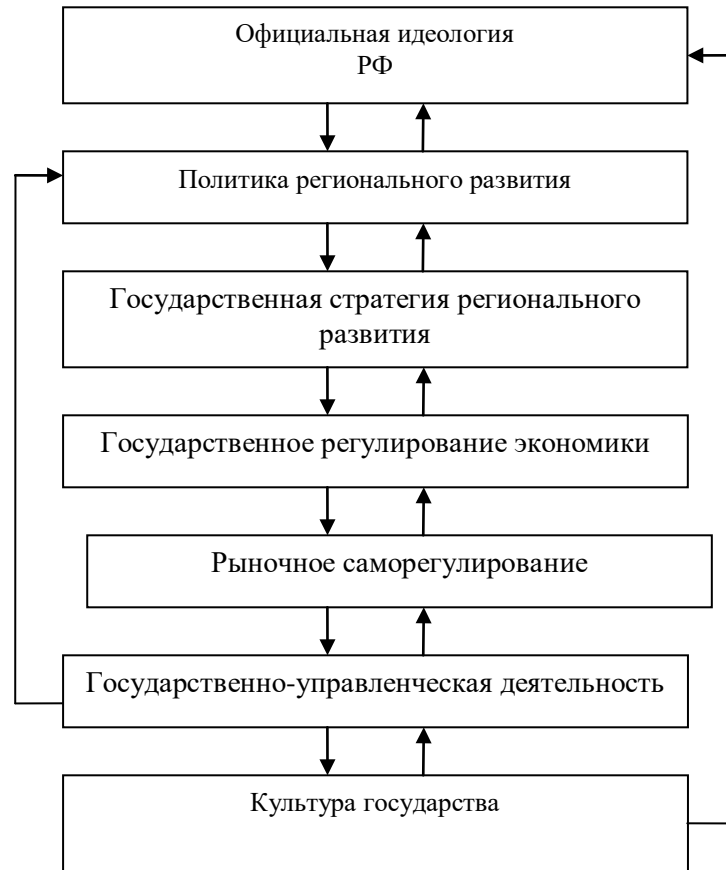 Официальная идеология
РФ
Политика регионального развития
Государственная стратегия регионального
развития
Государственное регулирование экономики
Рыночное саморегулирование
Государственно-управленческая деятельность
Культура государства